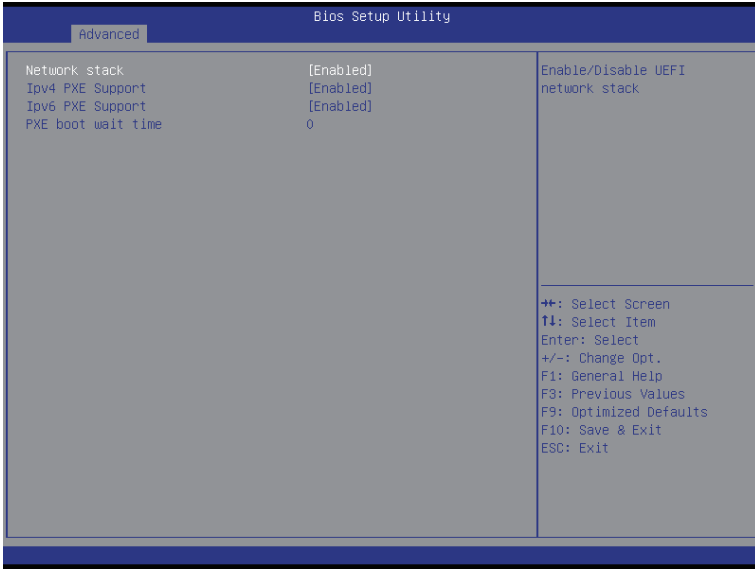 Bios Setup Utility
Advanced
Network stack [Enabled]
Ipv4 PXE Support [Enabled]
Ipv6 PXE Support [Enabled]
PXE boot wait time 0
Enable/Disable UEFI
network stack
→←: Select Screen
↑↓: Select Item
Enter: Select
+/-: Change Opt.
F1: General Help
F3: Previous Values
F9: Optimized Defaults
F10: Save & Exit
ESC: Exit